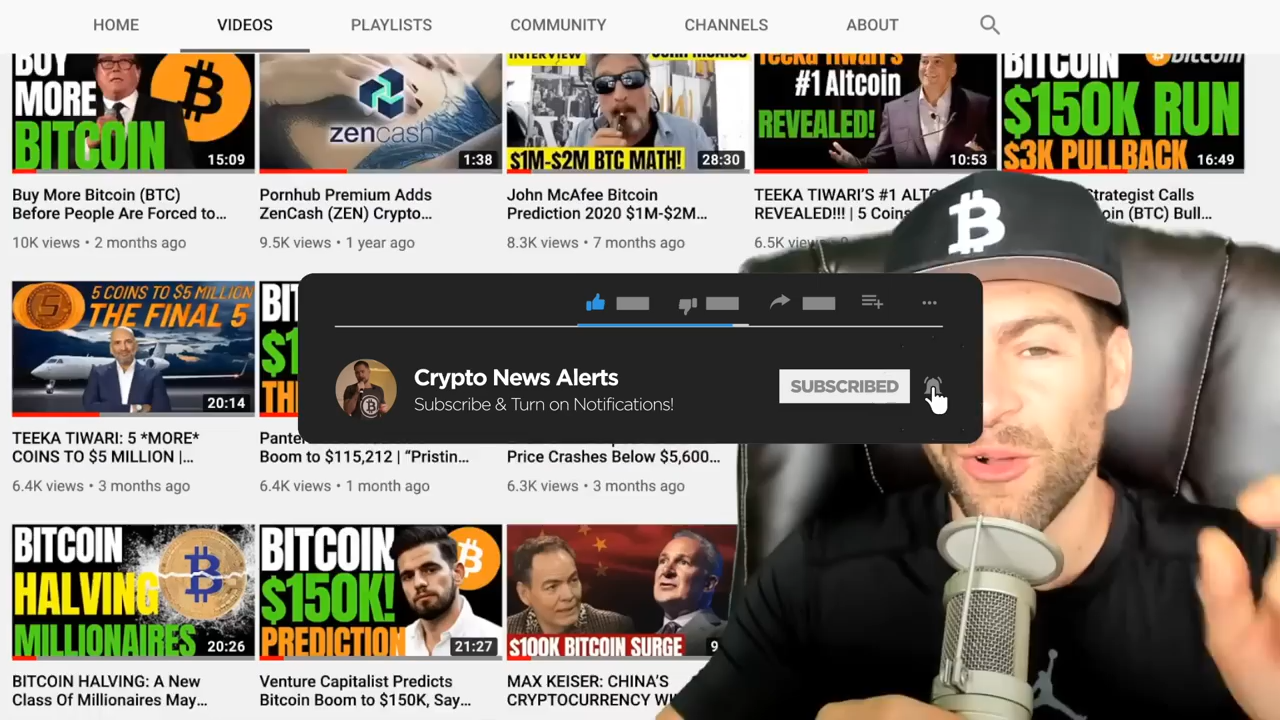 HOME VIDEOS PLAYLISTS COMMUNITY CHANNELS ABOUT
BUY
MORE
BITCOIN
15:09
zencash
1:38
INTERVIEW
$1M-$2M BTC MATH!
28:30
Teeka Tiwari's
#1 Altcoin
REVEALED!
10:53
BITCOIN
bitcoin
$150K RUN
$3K PULLBACK
16:49
Buy More Bitcoin (BTC)
Before People Are Forced to...
10K views • 2 months ago
Pornhub Premium Adds
ZenCash (ZEN) Crypto...
9.5K views • 1 year ago
John McAfee Bitcoin
Prediction 2020 $1M-$2M...
8.3K views • 7 months ago
TEEKA TIWARI'S #1
REVEALED!!! | 5 Coins
6.5K
Strategist Calls
(BTC) Bull...
5 COINS TO $5 MILLION
THE FINAL 5
20:14
Crypto News Alerts
Subscribe & Turn on Notifications!
SUBSCRIBED
TEEKA TIWARI: 5 *MORE*
COINS TO $5 MILLION |...
6.4K views • 3 months ago
Boom to $115,212 | “Pristin...
6.4K views • 1 month ago
Price Crashes Below $5,600...
6.3K views • 3 months ago
BITCOIN
HALVING
MILLIONAIRES
20:26
BITCOIN
$150K!
PREDICTION
21:27
$100K BITCOIN SURGE
9
BITCOIN HALVING: A New
Class Of Millionaires May...
Venture Capitalist Predicts
Bitcoin Boom to $150K, Say...
MAX KEISER: CHINA'S
CRYPTOCURRENCY